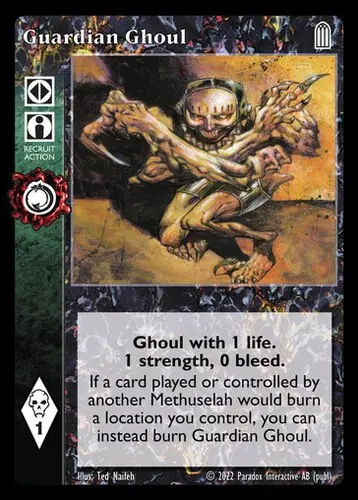 Guardian Ghoul
RECRUIT
ACTION
Ghoul with 1 life.
1 strength, 0 bleed.
If a card played or controlled by
another Methuselah would burn
a location you control, you can
instead burn Guardian Ghoul.
1
Illus: Ted Naifeh
© 2022 Paradox Interactive AB (publ)